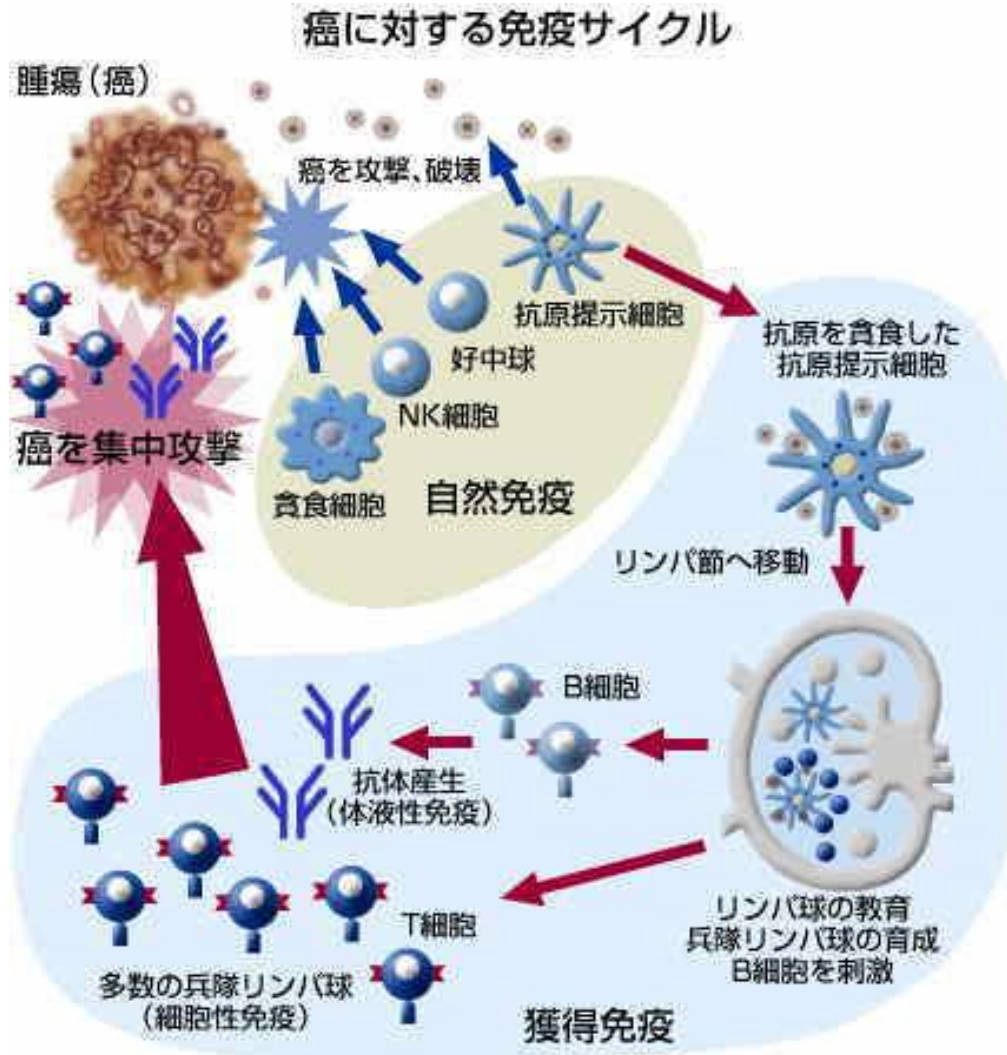 癌に対する免疫サイクル
腫瘍（癌）
癌を攻撃、破壊
抗原提示細胞
好中球
NK細胞
貪食細胞
自然免疫
癌を集中攻撃
抗原を貪食した
抗原提示細胞
リンパ節へ移動
B細胞
抗体産生
（体液性免疫）
T細胞
多数の兵隊リンパ球
（細胞性免疫）
リンパ球の教育
兵隊リンパ球の育成
B細胞を刺激
獲得免疫